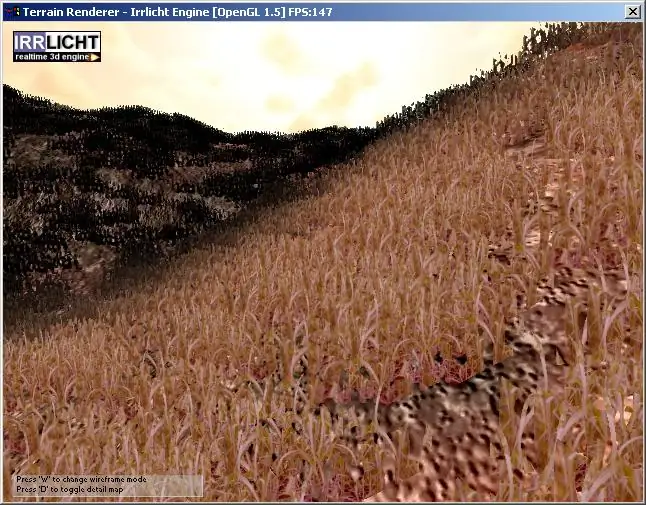 Terrain Renderer - Irrlicht Engine [OpenGL 1.5] FPS:147
IRRLICHT
realtime 3d engine
Press 'W' to change wireframe mode
Press 'D' to toggle detail map